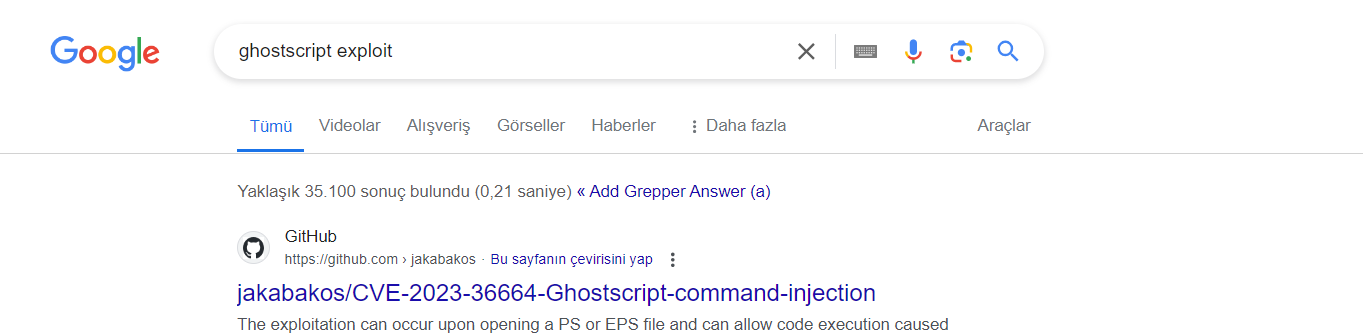 Google
ghostscript exploit
Tümü Videolar Alışveriş Görseller Haberler Daha fazla Araçlar
Yaklaşık 35.100 sonuç bulundu (0,21 saniye) « Add Grepper Answer (a)
GitHub
https://github.com › jakabakos · Bu sayfanın çevirisini yap
jakabakos/CVE-2023-36664-Ghostscript-command-injection
The exploitation can occur upon opening a PS or EPS file and can allow code execution caused